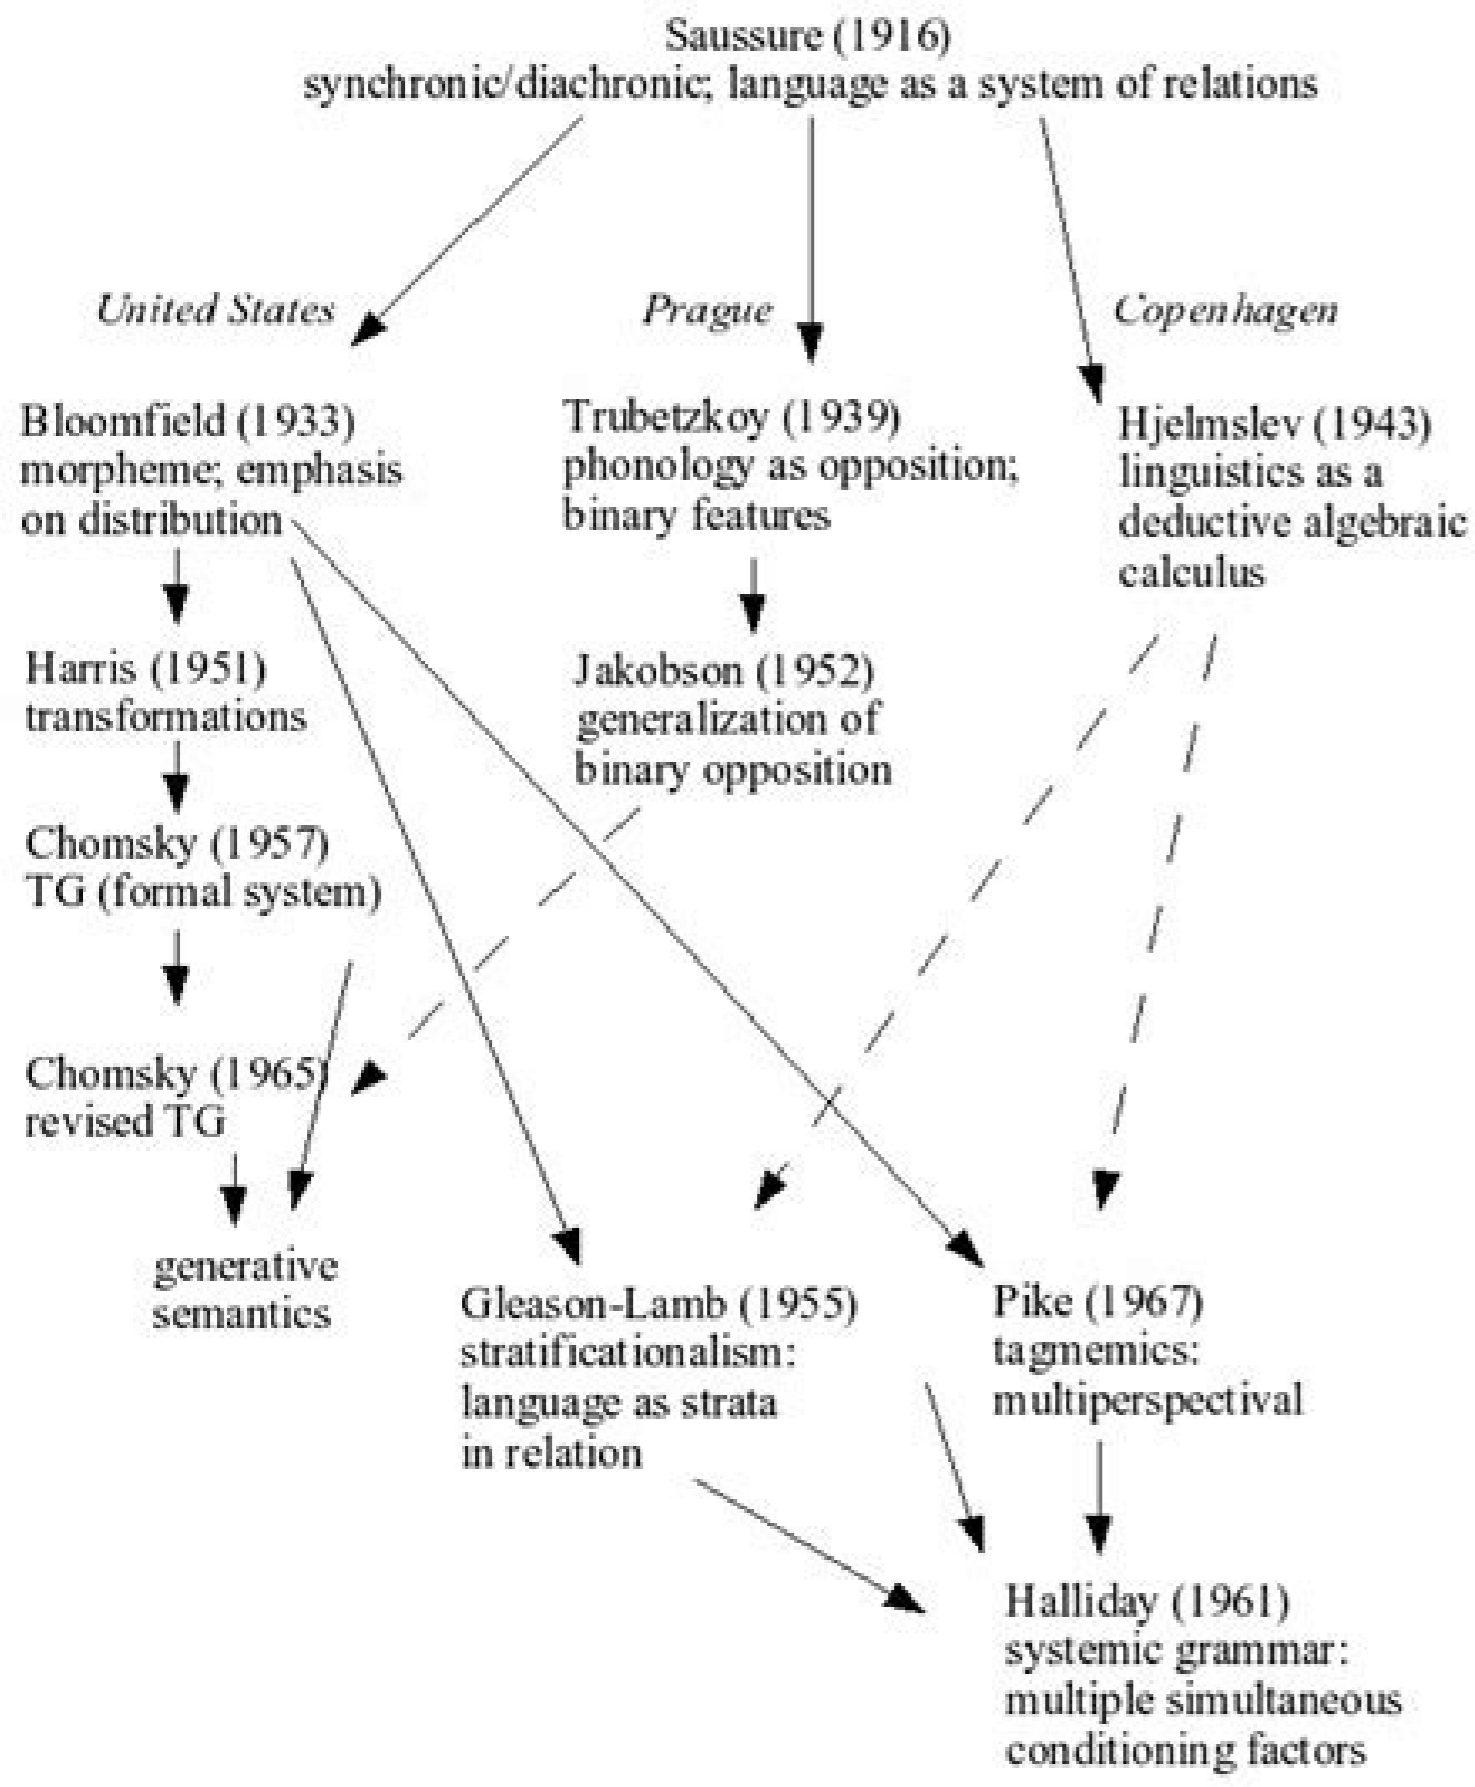 Saussure (1916)
synchronic/diachronic; language as a system of relations
United States
Prague
Copenhagen
Bloomfield (1933)
morpheme; emphasis
on distribution
Trubetzkoy (1939)
phonology as opposition;
binary features
Hjelmslev (1943)
linguistics as a
deductive algebraic
calculus
Harris (1951)
transformations
Jakobson (1952)
generalization of
binary opposition
Chomsky (1957)
TG (formal system)
Chomsky (1965)
revised TG
generative
semantics
Gleason-Lamb (1955)
stratificationalism:
language as strata
in relation
Pike (1967)
tagmemics:
multiperspectival
Halliday (1961)
systemic grammar:
multiple simultaneous
conditioning factors